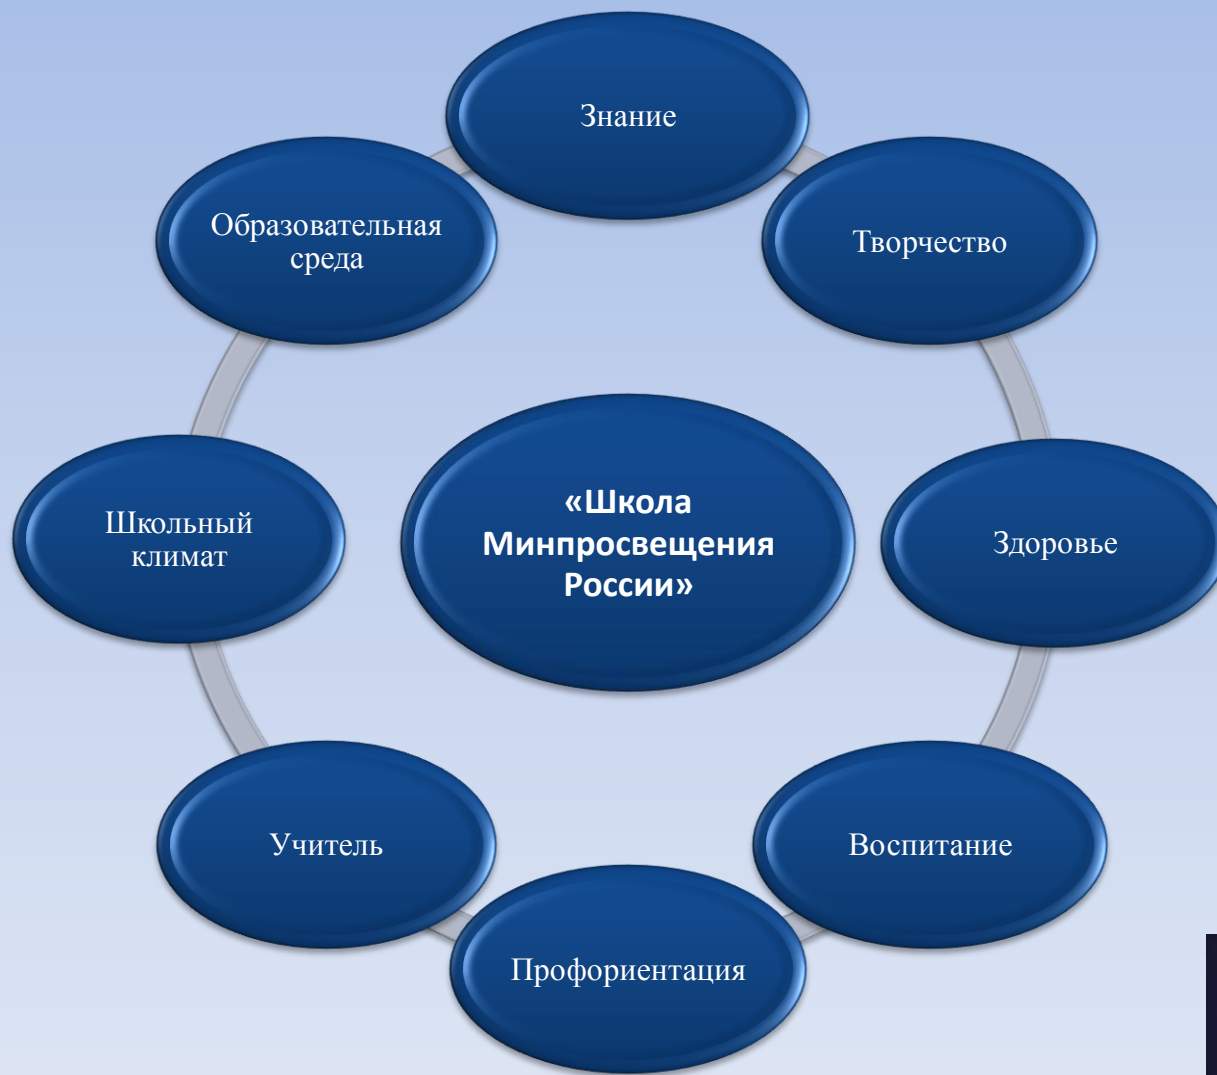 Знание
Творчество
Здоровье
Воспитание
Профориентация
Учитель
Школьный
климат
Образовательная
среда
«Школа
Минпросвещения
России»